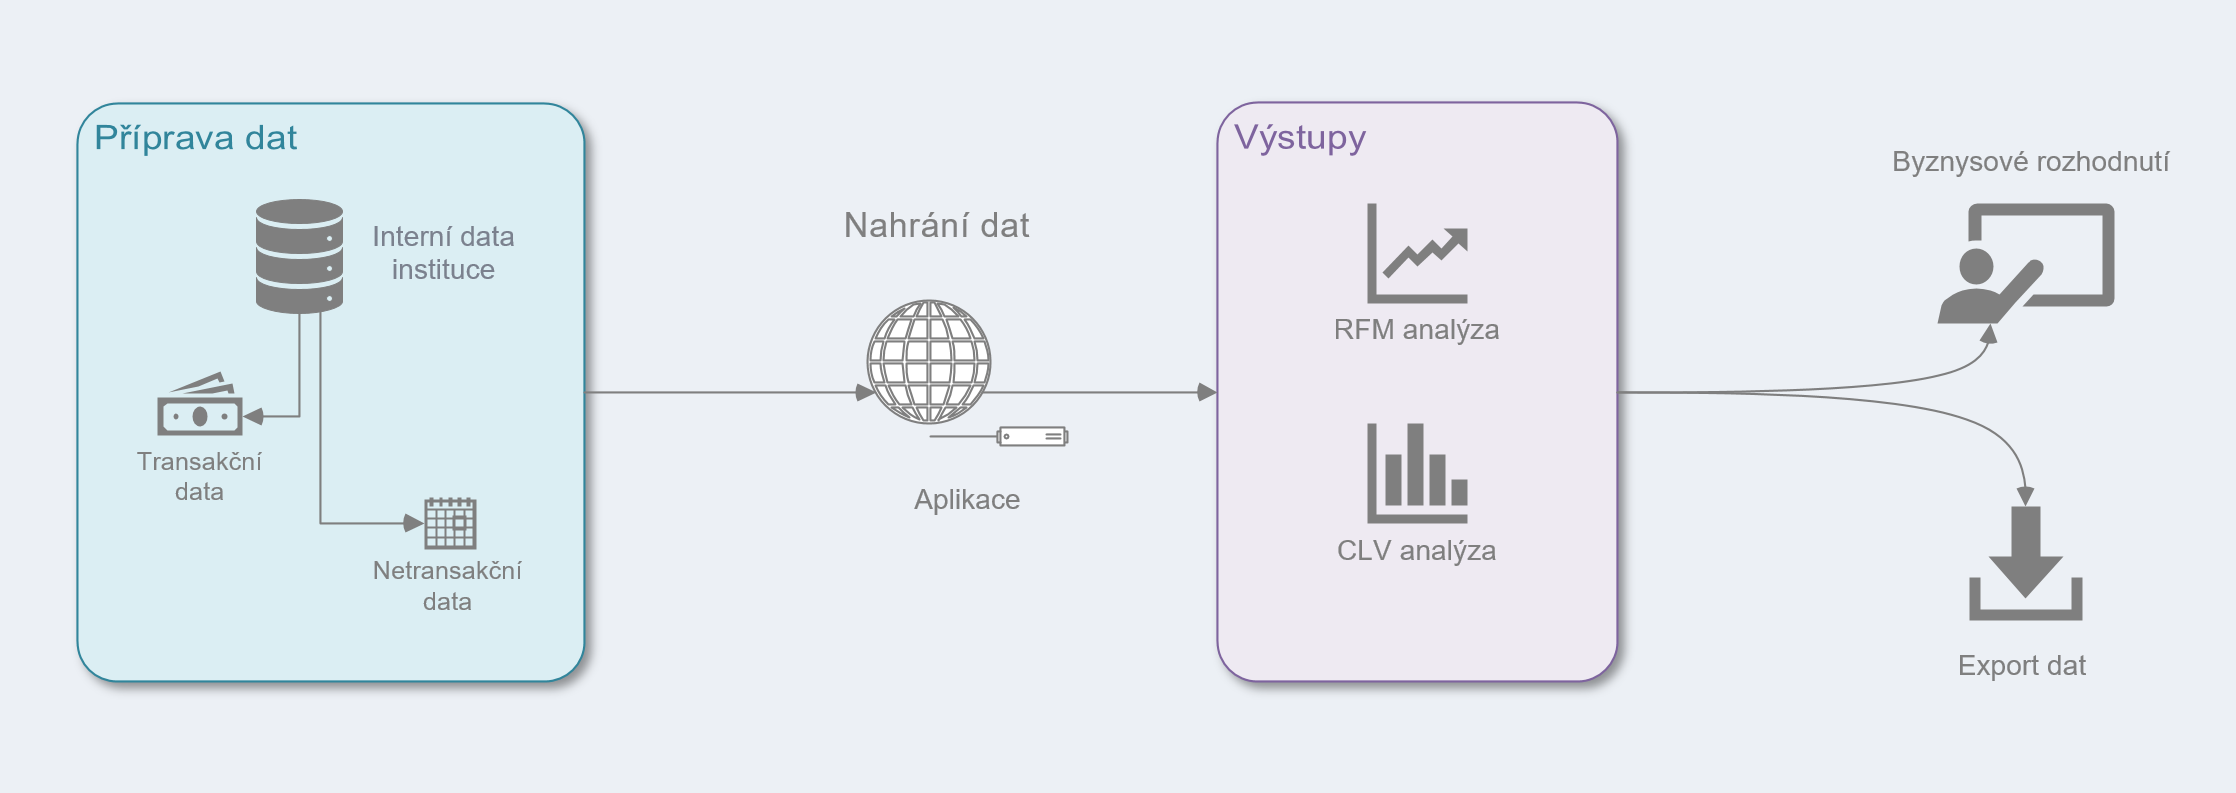 Příprava dat
Interní data
instituce
Transakční
data
Netransakční
data
Nahrání dat
Aplikace
Výstupy
RFM analýza
CLV analýza
Byznysové rozhodnutí
Export dat